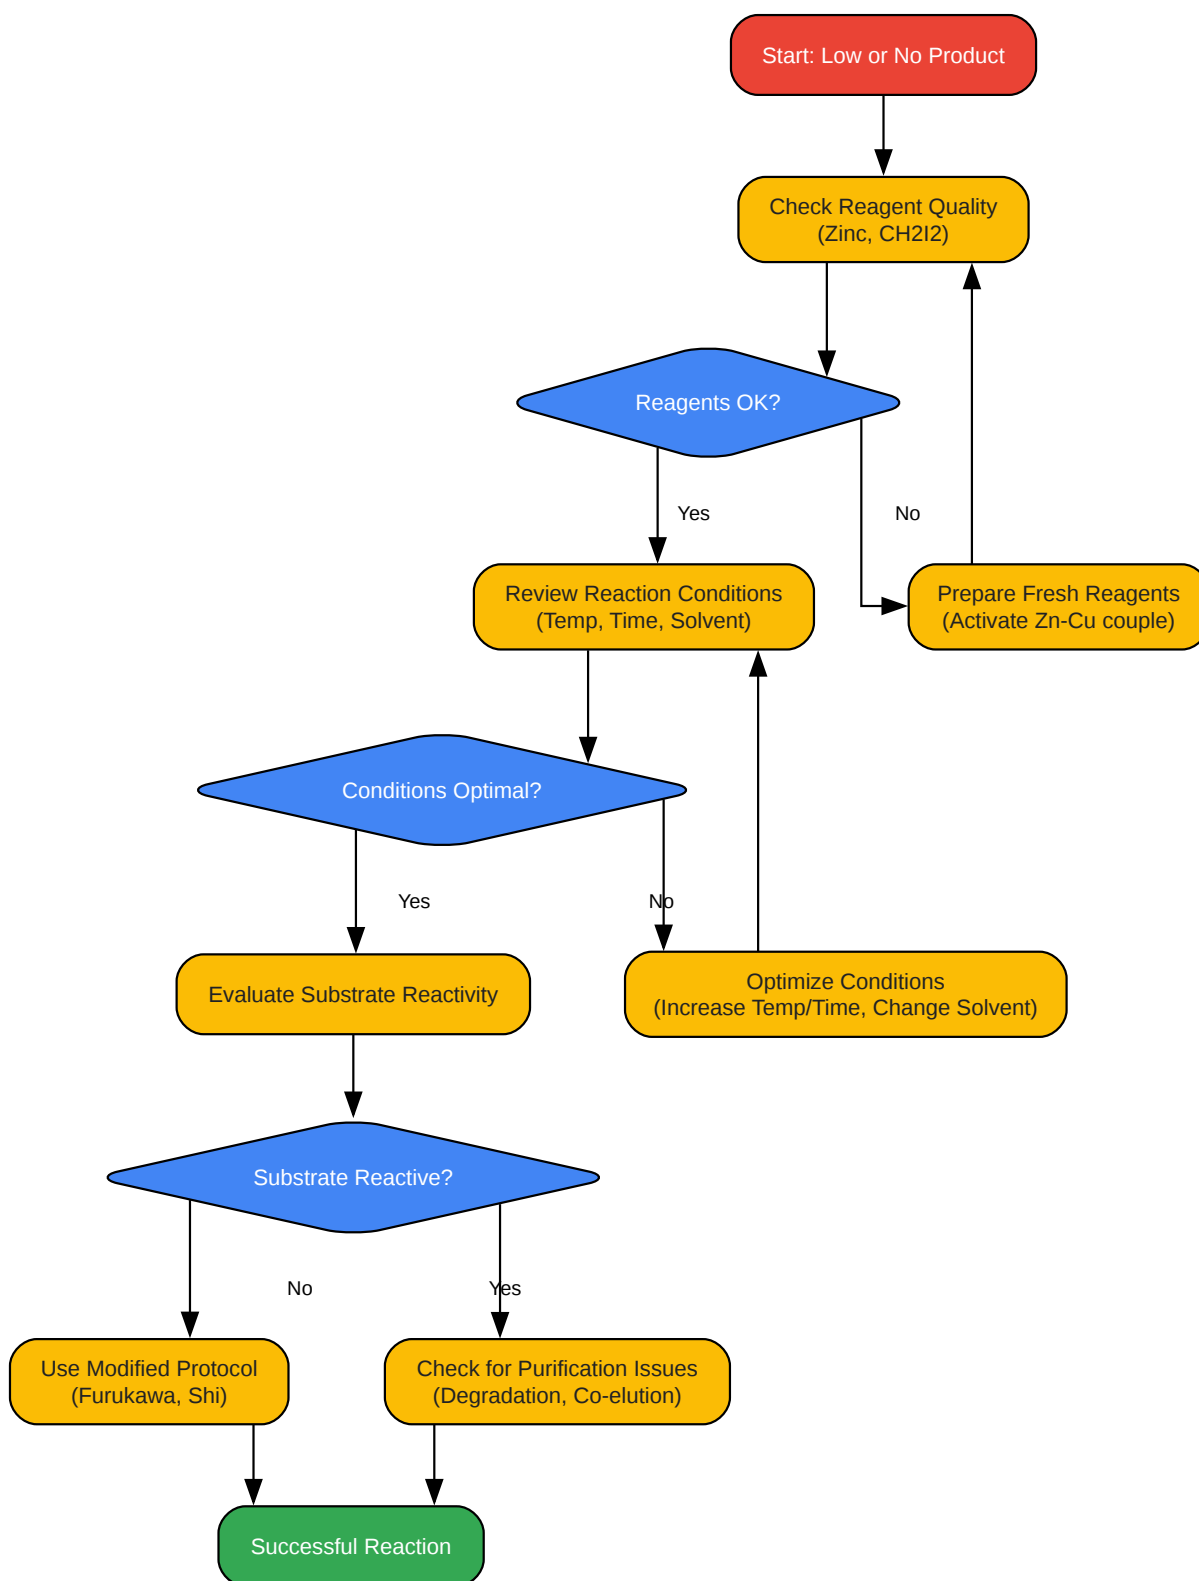 Start: Low or No Product
Check Reagent Quality
(Zinc, CH2I2)
Reagents OK?
Yes
No
Review Reaction Conditions
(Temp, Time, Solvent)
Prepare Fresh Reagents
(Activate Zn-Cu couple)
Conditions Optimal?
Yes
No
Evaluate Substrate Reactivity
Optimize Conditions
(Increase Temp/Time, Change Solvent)
Substrate Reactive?
No
Yes
Use Modified Protocol
(Furukawa, Shi)
Check for Purification Issues
(Degradation, Co-elution)
Successful Reaction